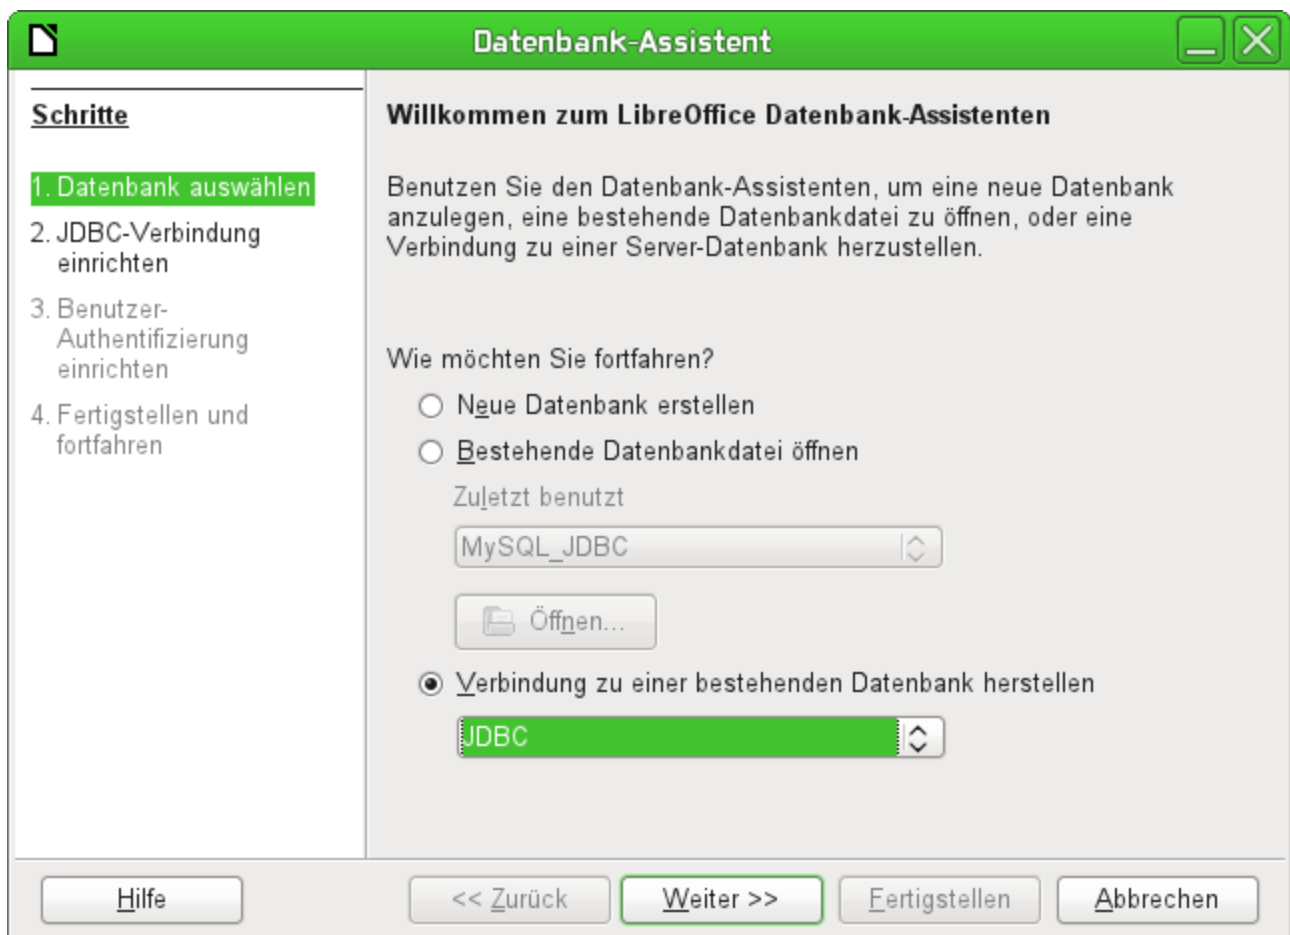 Datenbank-Assistent
Schritte
1. Datenbank auswählen
2. JDBC-Verbindung
einrichten
3. Benutzer-
Authentifizierung
einrichten
4. Fertigstellen und
fortfahren
Willkommen zum LibreOffice Datenbank-Assistenten
Benutzen Sie den Datenbank-Assistenten, um eine neue Datenbank
anzulegen, eine bestehende Datenbankdatei zu öffnen, oder eine
Verbindung zu einer Server-Datenbank herzustellen.
Wie möchten Sie fortfahren?
Neue Datenbank erstellen
Bestehende Datenbankdatei öffnen
Zuletzt benutzt
MySQL_JDBC
Öffnen...
Verbindung zu einer bestehenden Datenbank herstellen
JDBC
Hilfe
<< Zurück
Weiter >>
Fertigstellen
Abbrechen